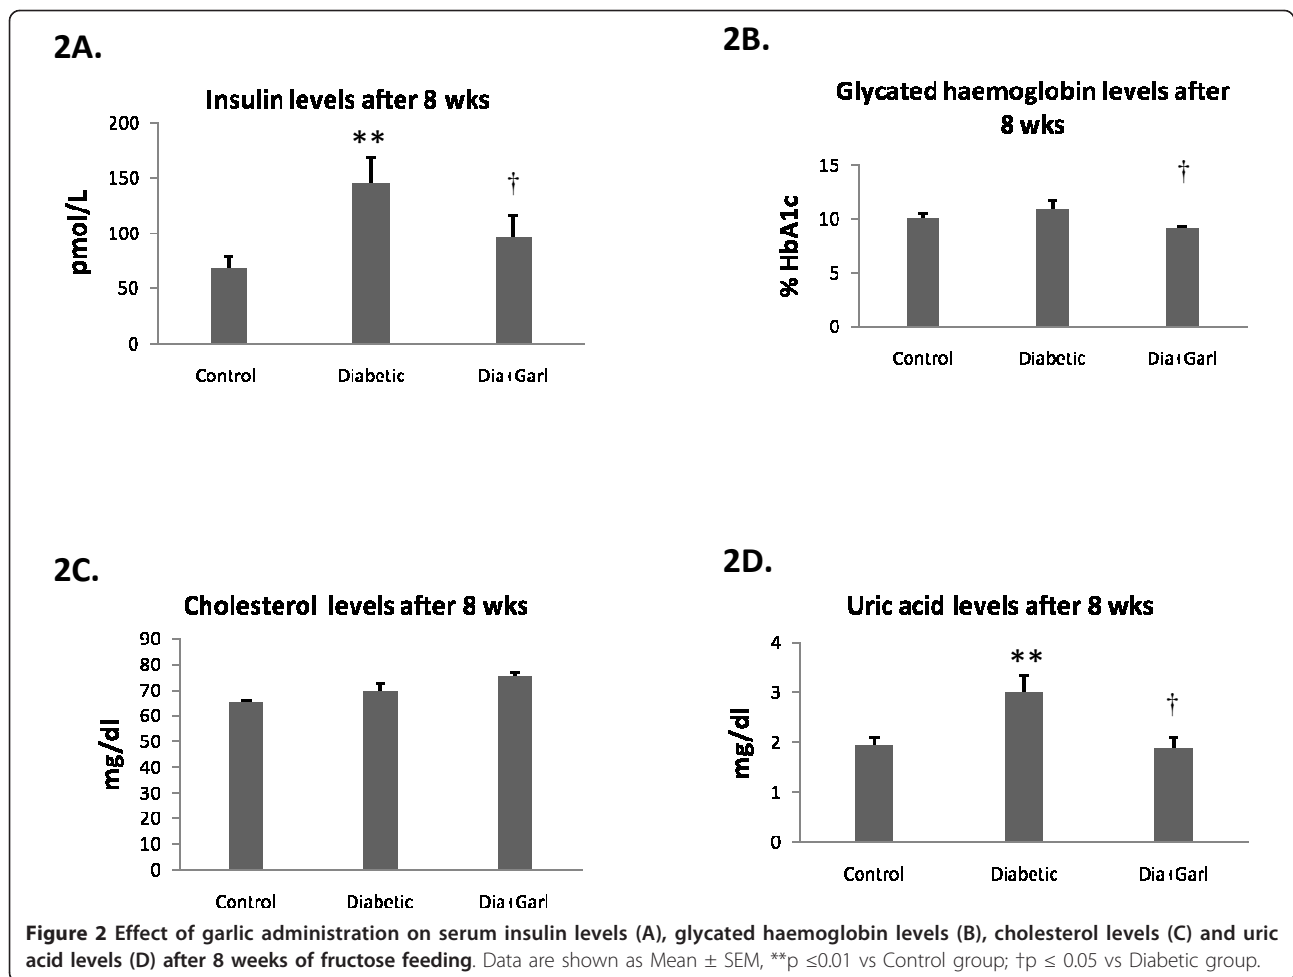 2A.
Insulin levels after 8 wks
200
150
100
50
0
pmol/L
**
†
Control Diabetic Dia+Garl
2B.
Glycated haemoglobin levels after
8 wks
15
10
5
0
% HbA1c
†
Control Diabetic Dia+Garl
2C.
Cholesterol levels after 8 wks
90
80
70
60
50
40
30
20
10
0
mg/dl
Control Diabetic Dia+Garl
2D.
Uric acid levels after 8 wks
4
3
2
1
0
mg/dl
**
†
Control Diabetic Dia+Garl
Figure 2 Effect of garlic administration on serum insulin levels (A), glycated haemoglobin levels (B), cholesterol levels (C) and uric
acid levels (D) after 8 weeks of fructose feeding. Data are shown as Mean ± SEM, **p ≤0.01 vs Control group; †p ≤ 0.05 vs Diabetic group.